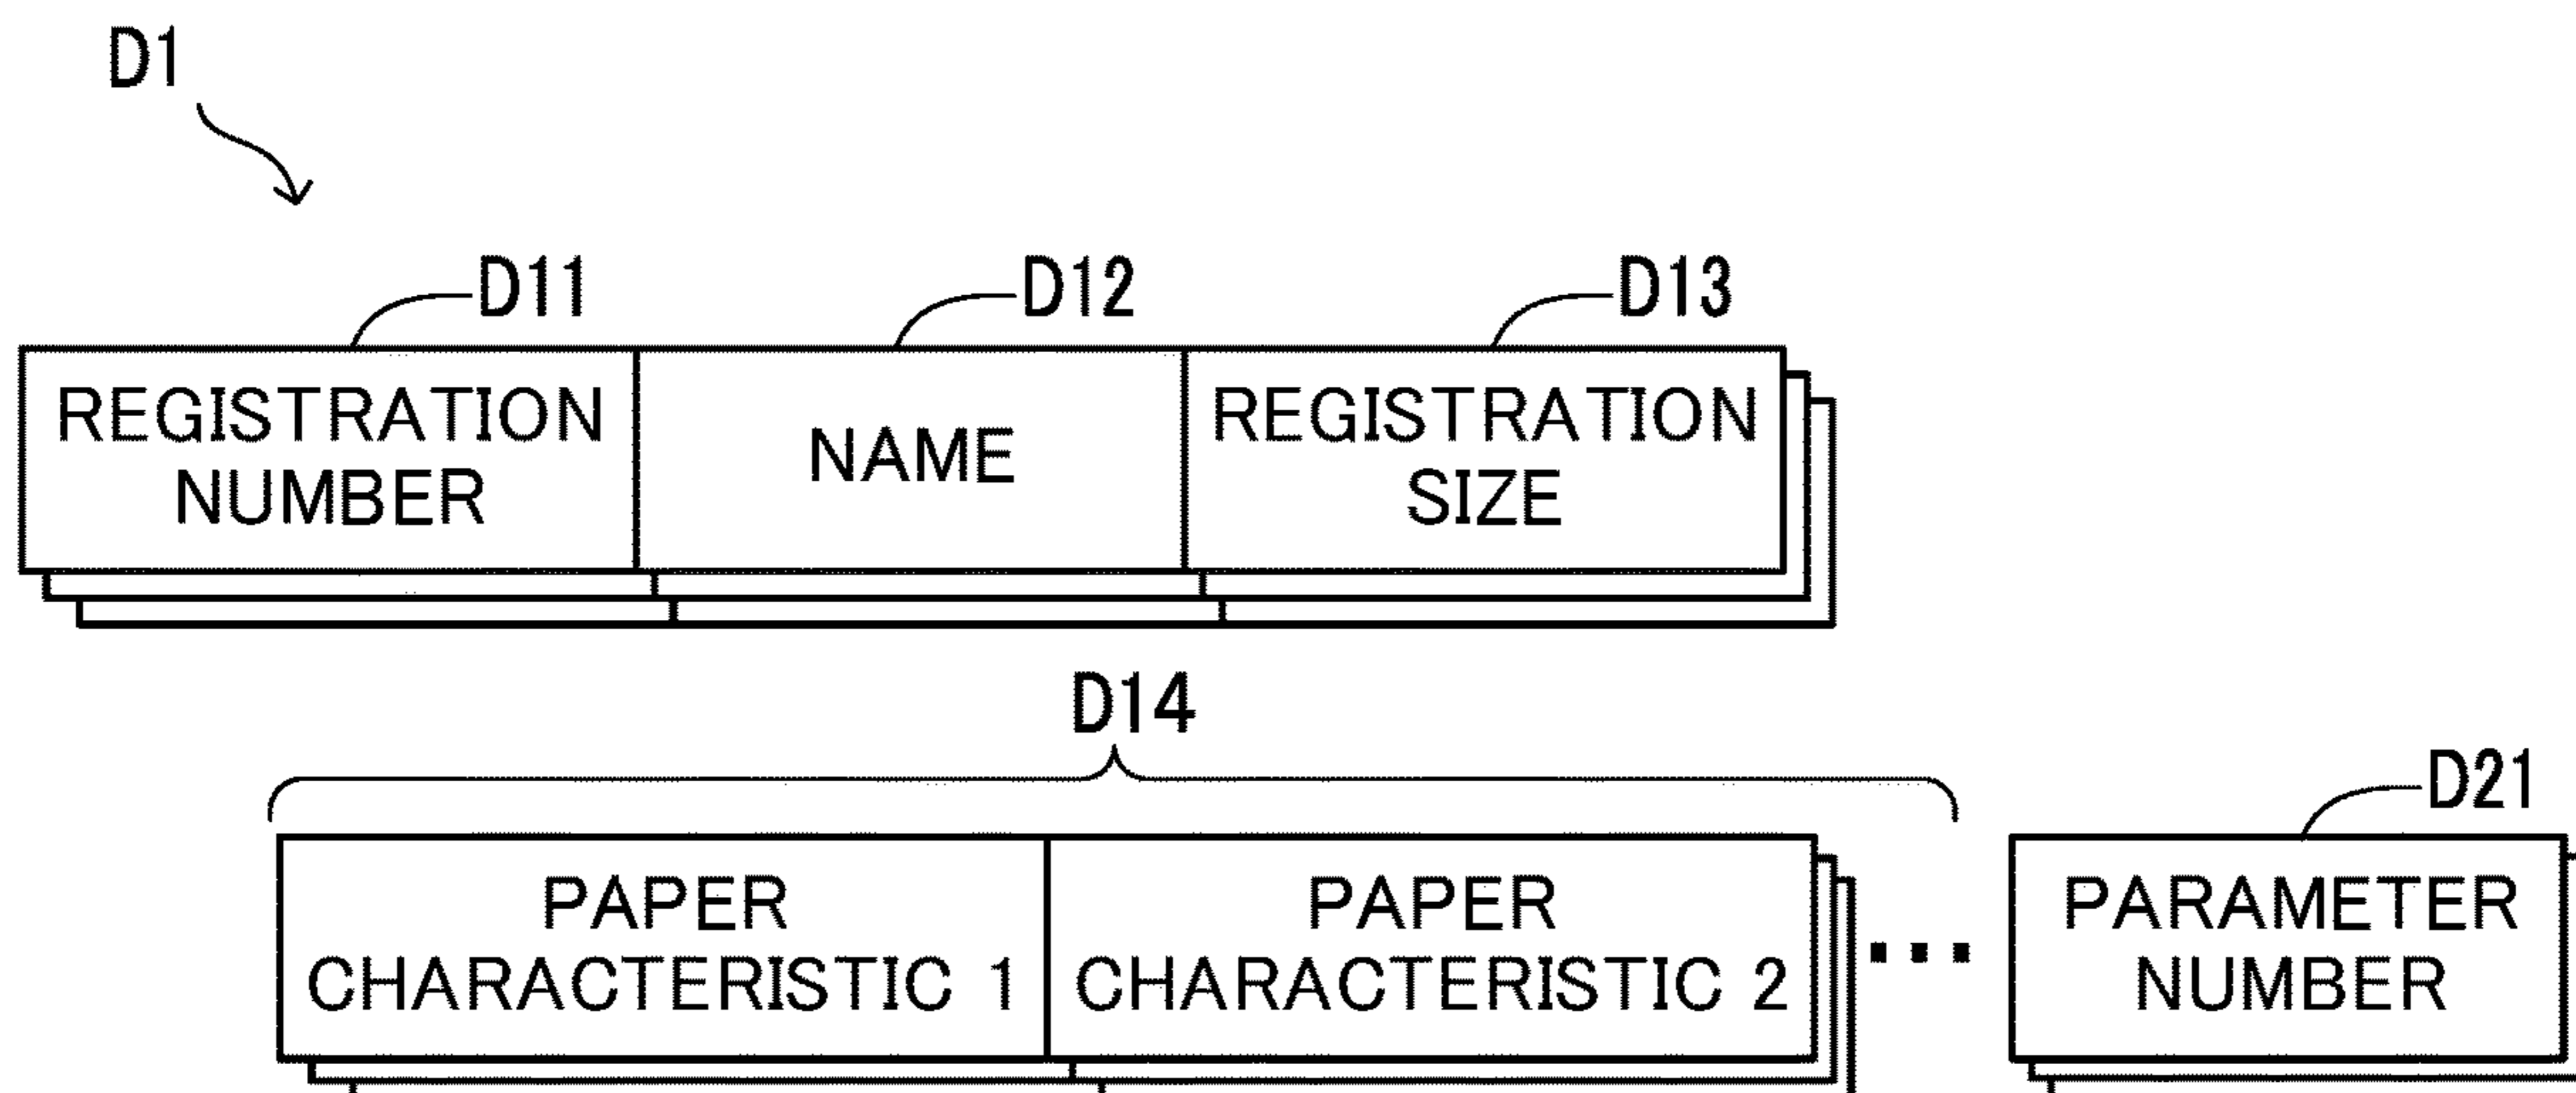 D1
D11 D12 D13
REGISTRATION NUMBER
NAME
REGISTRATION SIZE
D14
D21
PAPER CHARACTERISTIC 1
PAPER CHARACTERISTIC 2
...
PARAMETER NUMBER